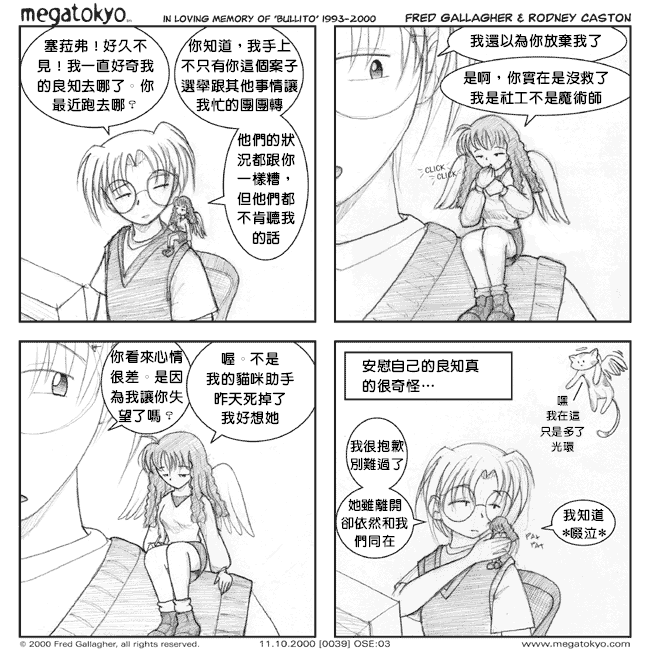 megatokyo™
IN LOVING MEMORY OF 'BULLITO' 1993-2000
FRED GALLAGHER & RODNEY CASTON
塞菈弗！好久不
見！我一直好奇我
的良知去哪了。你
最近跑去哪？
你知道，我手上
不只有你這個案子
選舉跟其他事情讓
我忙的團團轉
他們的狀
況都跟你
一樣糟，
但他們都
不肯聽我
的話
我還以為你放棄我了
是啊，你實在是沒救了
我是社工不是魔術師
CLICK
CLICK
你看來心情
很差。是因
為我讓你失
望了嗎？
喔。不是
我的貓咪助手
昨天死掉了
我好想她
安慰自己的良知真
的很奇怪…
嘿
我在這
只是多了
光環
我很抱歉
別難過了
她雖離開
卻依然和我
們同在
PAT
PAT
我知道
*啜泣*
© 2000 Fred Gallagher, all rights reserved.
11.10.2000 [0039] OSE:03
www.megatokyo.com